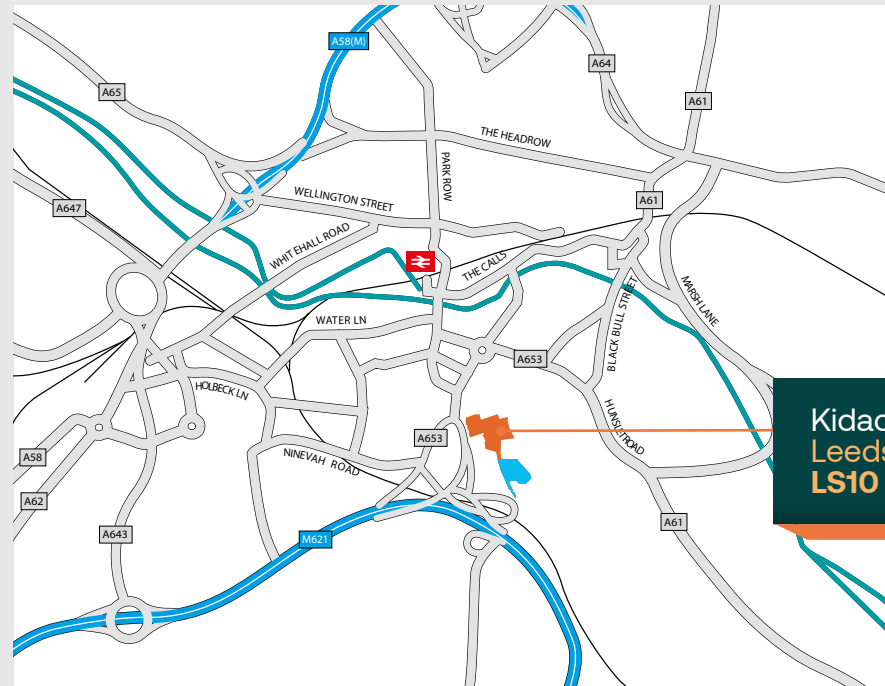 A58(M)
A64
A65
A61
THE HEADROW
PARK ROW
WELLINGTON STREET
A61
A647
WHITEHALL ROAD
THE CALLS
MARSH LANE
BLACK BULL STREET
WATER LN
A653
HOLBECK LN
HUNSLET ROAD
Leeds
LS10
A653
A58
NINEVAH ROAD
A62
A61
A643
M621